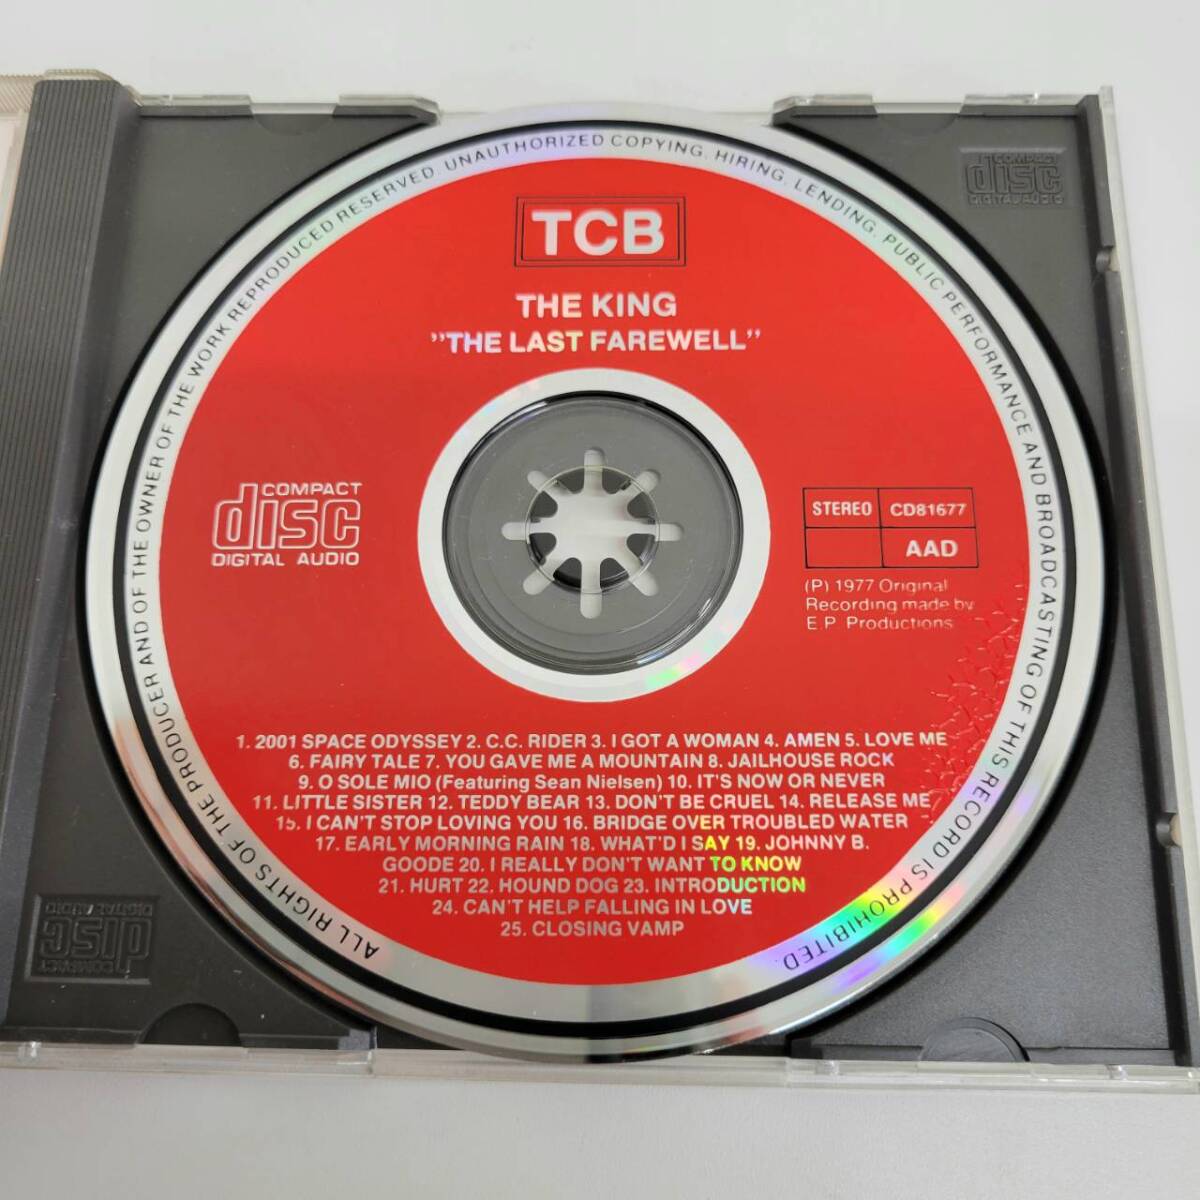 TCB
THE KING
"THE LAST FAREWELL"
COMPACT
disc
DIGITAL AUDIO
STEREO CD81677
AAD
(P) 1977 Original
Recording made by
E.P. Productions
1. 2001 SPACE ODYSSEY 2. C.C. RIDER 3. I GOT A WOMAN 4. AMEN 5. LOVE ME
6. FAIRY TALE 7. YOU GAVE ME A MOUNTAIN 8. JAILHOUSE ROCK
9. O SOLE MIO (Featuring Sean Nielsen) 10. IT'S NOW OR NEVER
11. LITTLE SISTER 12. TEDDY BEAR 13. DON'T BE CRUEL 14. RELEASE ME
15. I CAN'T STOP LOVING YOU 16. BRIDGE OVER TROUBLED WATER
17. EARLY MORNING RAIN 18. WHAT'D I SAY 19. JOHNNY B.
GOODE 20. I REALLY DON'T WANT TO KNOW
21. HURT 22. HOUND DOG 23. INTRODUCTION
24. CAN'T HELP FALLING IN LOVE
25. CLOSING VAMP
ALL RIGHTS OF THE PRODUCER AND OF THE OWNER OF THE WORK REPRODUCED RESERVED. UNAUTHORIZED COPYING. HIRING. LENDING. PUBLIC PERFORMANCE AND BROADCASTING OF THIS RECORD IS PROHIBITED.
COMPACT
disc
DIGITAL AUDIO
COMPACT
disc
DIGITAL AUDIO